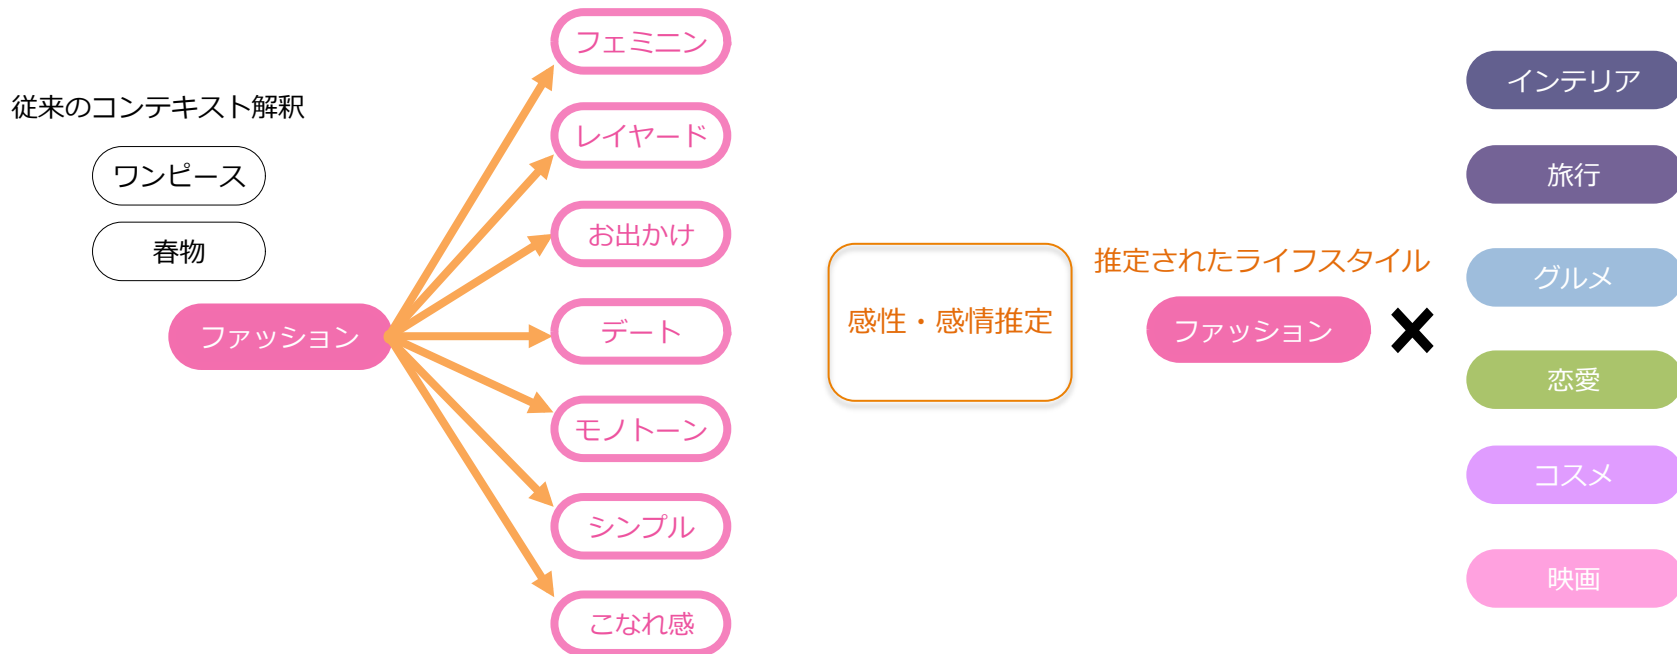 従来のコンテキスト解釈
ワンピース
春物
ファッション
フェミニン
レイヤード
お出かけ
デート
モノトーン
シンプル
こなれ感
感性・感情推定
推定されたライフスタイル
ファッション
インテリア
旅行
グルメ
恋愛
コスメ
映画